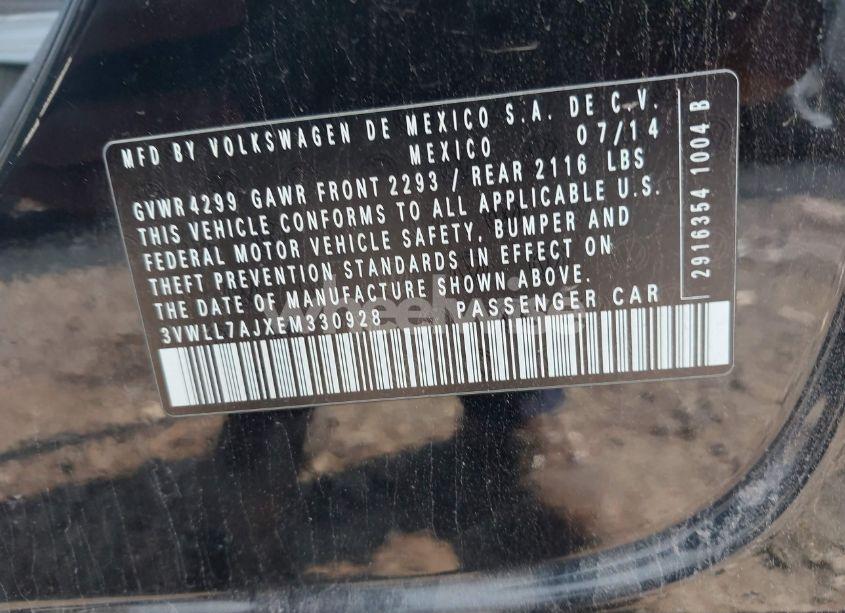 MFD BY VOLKSWAGEN DE MEXICO S.A. DE C.V.
MEXICO 07/14
GVWR 4299 GAWR FRONT 2293 / REAR 2116 LBS
THIS VEHICLE CONFORMS TO ALL APPLICABLE U.S.
FEDERAL MOTOR VEHICLE SAFETY, BUMPER AND
THEFT PREVENTION STANDARDS IN EFFECT ON
THE DATE OF MANUFACTURE SHOWN ABOVE.
3VWLL7AJXEM330928 PASSENGER CAR
2916354 1004 B